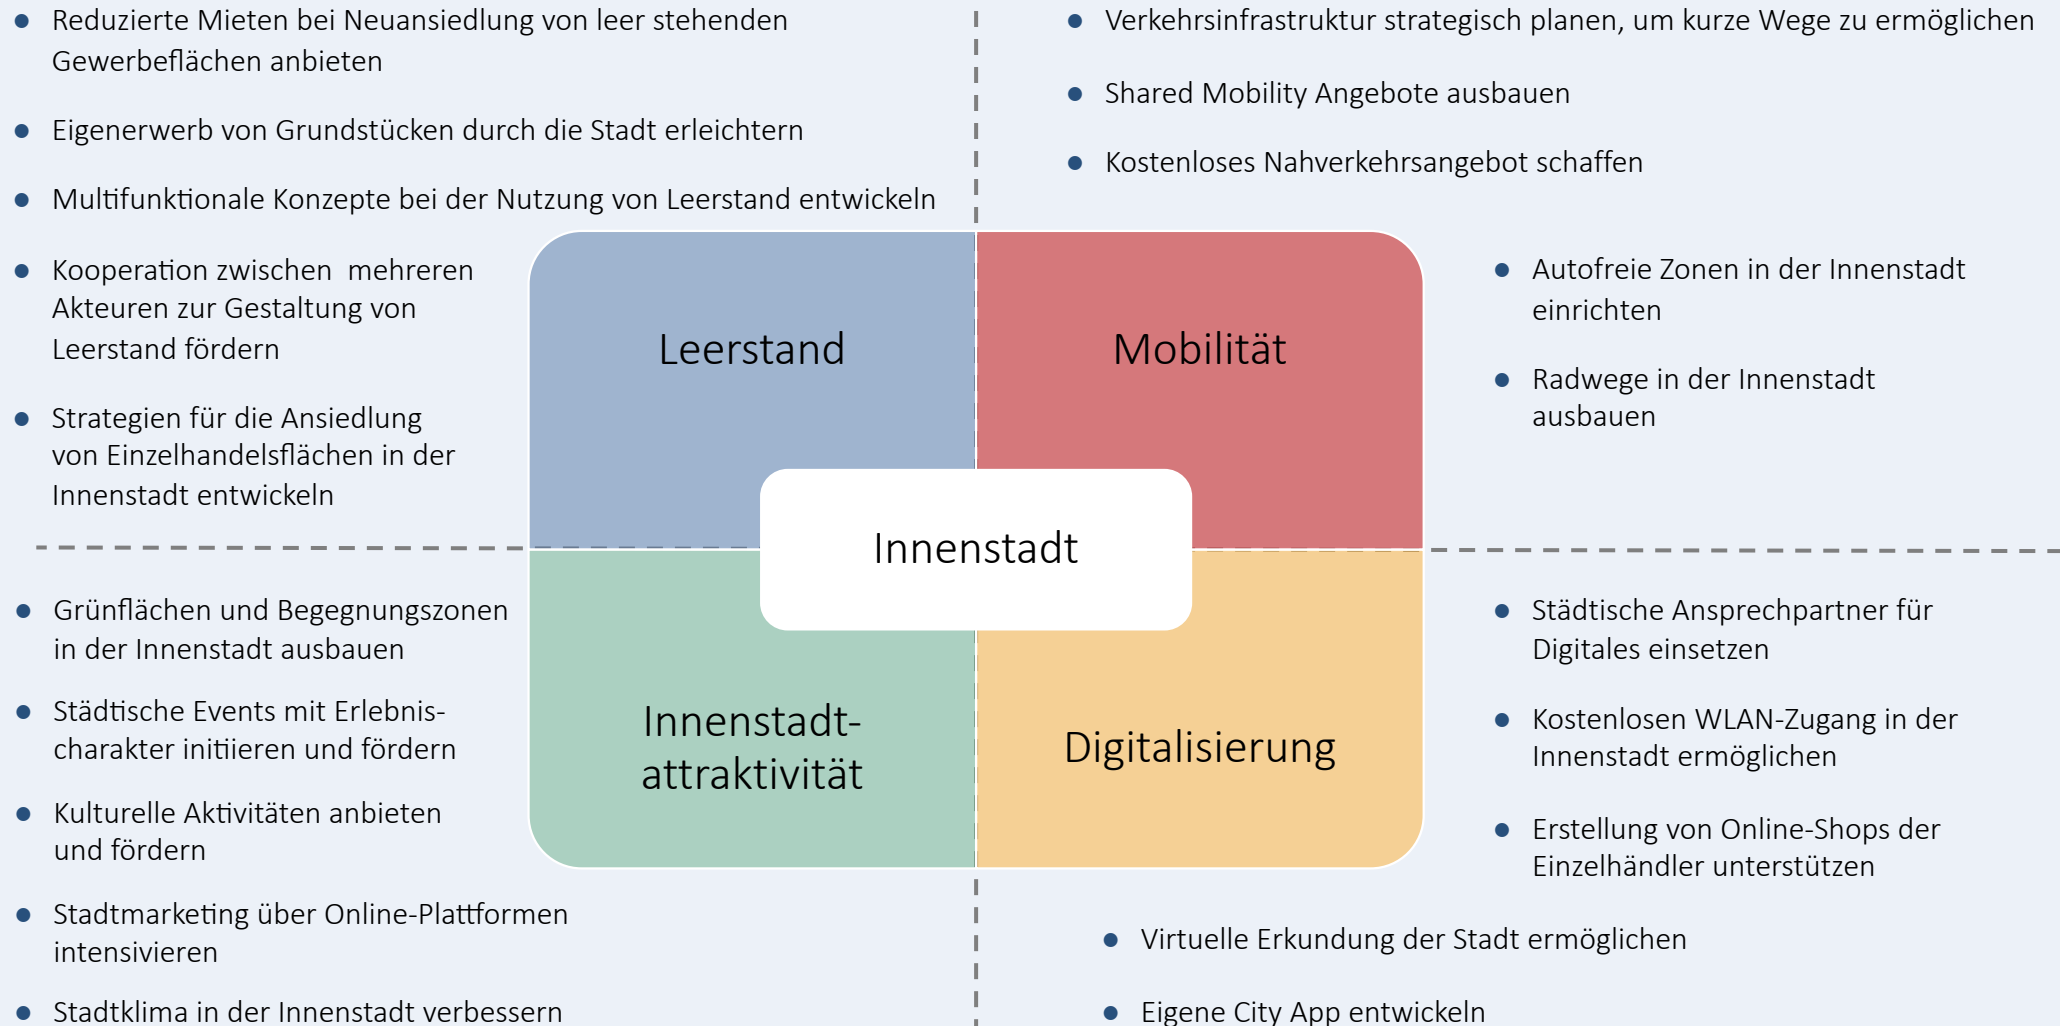 ● Reduzierte Mieten bei Neuansiedlung von leer stehenden
Gewerbeflächen anbieten
● Eigenerwerb von Grundstücken durch die Stadt erleichtern
● Multifunktionale Konzepte bei der Nutzung von Leerstand entwickeln
● Kooperation zwischen  mehreren
Akteuren zur Gestaltung von
Leerstand fördern
● Strategien für die Ansiedlung
von Einzelhandelsflächen in der
Innenstadt entwickeln
● Verkehrsinfrastruktur strategisch planen, um kurze Wege zu ermöglichen
● Shared Mobility Angebote ausbauen
● Kostenloses Nahverkehrsangebot schaffen
● Autofreie Zonen in der Innenstadt
einrichten
● Radwege in der Innenstadt
ausbauen
Leerstand
Mobilität
Innenstadt
Innenstadt-
attraktivität
Digitalisierung
● Grünflächen und Begegnungszonen
in der Innenstadt ausbauen
● Städtische Events mit Erlebnis-
charakter initiieren und fördern
● Kulturelle Aktivitäten anbieten
und fördern
● Stadtmarketing über Online-Plattformen
intensivieren
● Stadtklima in der Innenstadt verbessern
● Städtische Ansprechpartner für
Digitales einsetzen
● Kostenlosen WLAN-Zugang in der
Innenstadt ermöglichen
● Erstellung von Online-Shops der
Einzelhändler unterstützen
● Virtuelle Erkundung der Stadt ermöglichen
● Eigene City App entwickeln